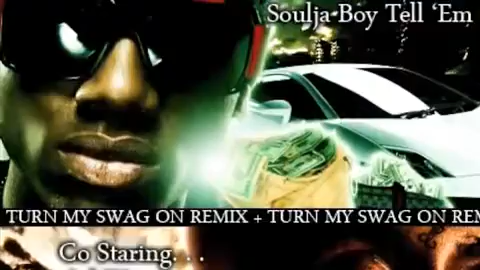 Soulja Boy Tell ‘Em
TURN MY SWAG ON REMIX + TURN MY SWAG ON REM
Co Staring. . .